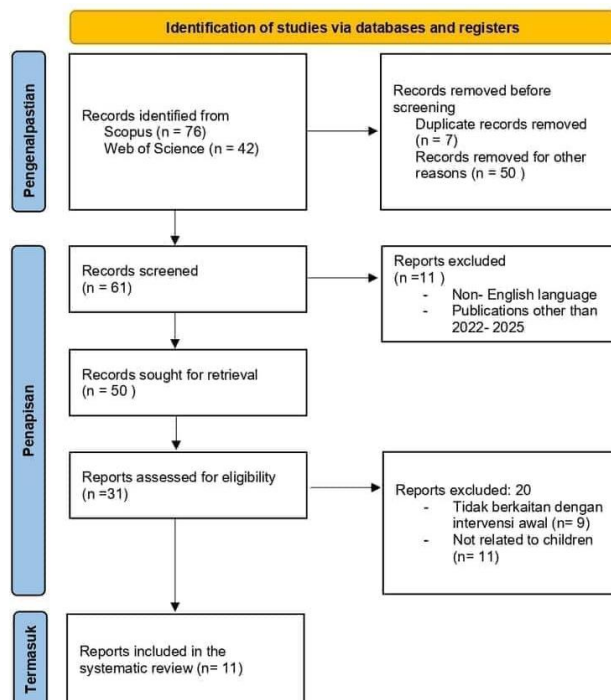 Identification of studies via databases and registers
Pengenalpastian
Records identified from
Scopus (n = 76)
Web of Science (n = 42)
Records removed before
screening
Duplicate records removed
(n = 7)
Records removed for other
reasons (n = 50 )
Penapisan
Records screened
(n = 61)
Reports excluded
(n =11 )
- Non- English language
- Publications other than
2022- 2025
Records sought for retrieval
(n = 50 )
Reports assessed for eligibility
(n =31)
Reports excluded: 20
- Tidak berkaitan dengan
intervensi awal (n= 9)
- Not related to children
(n= 11)
Termasuk
Reports included in the
systematic review (n= 11)